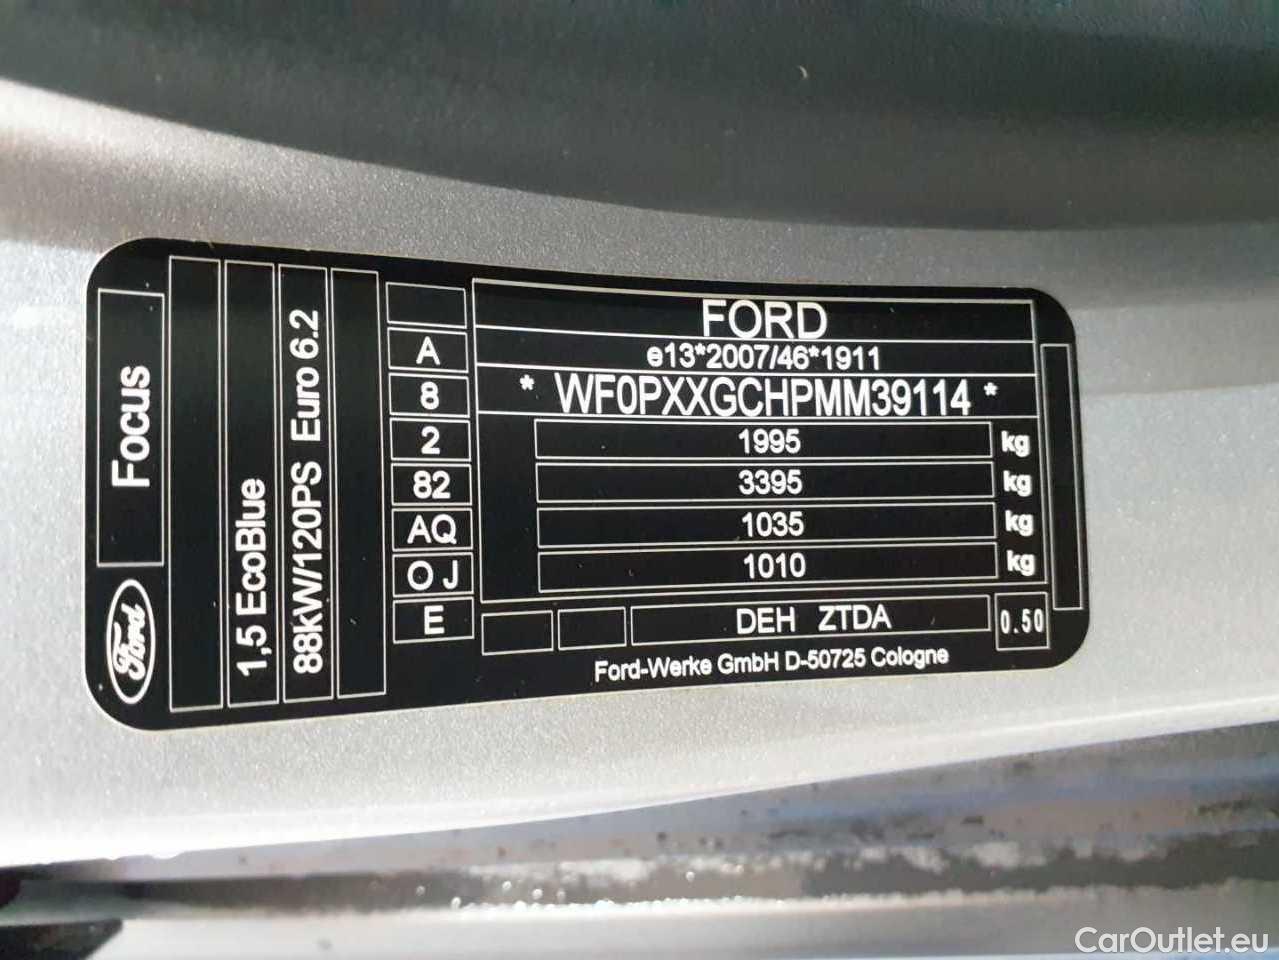 Focus
Ford
1,5 EcoBlue
88kW/120PS Euro 6.2
A
8
2
82
AQ
O J
E
FORD
e13*2007/46*1911
* WF0PXXGCHPMM39114 *
1995 kg
3395 kg
1035 kg
1010 kg
DEH ZTDA
0.50
Ford-Werke GmbH D-50725 Cologne
CarOutlet.eu